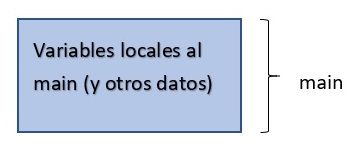 Variables locales al
main (y otros datos)
main